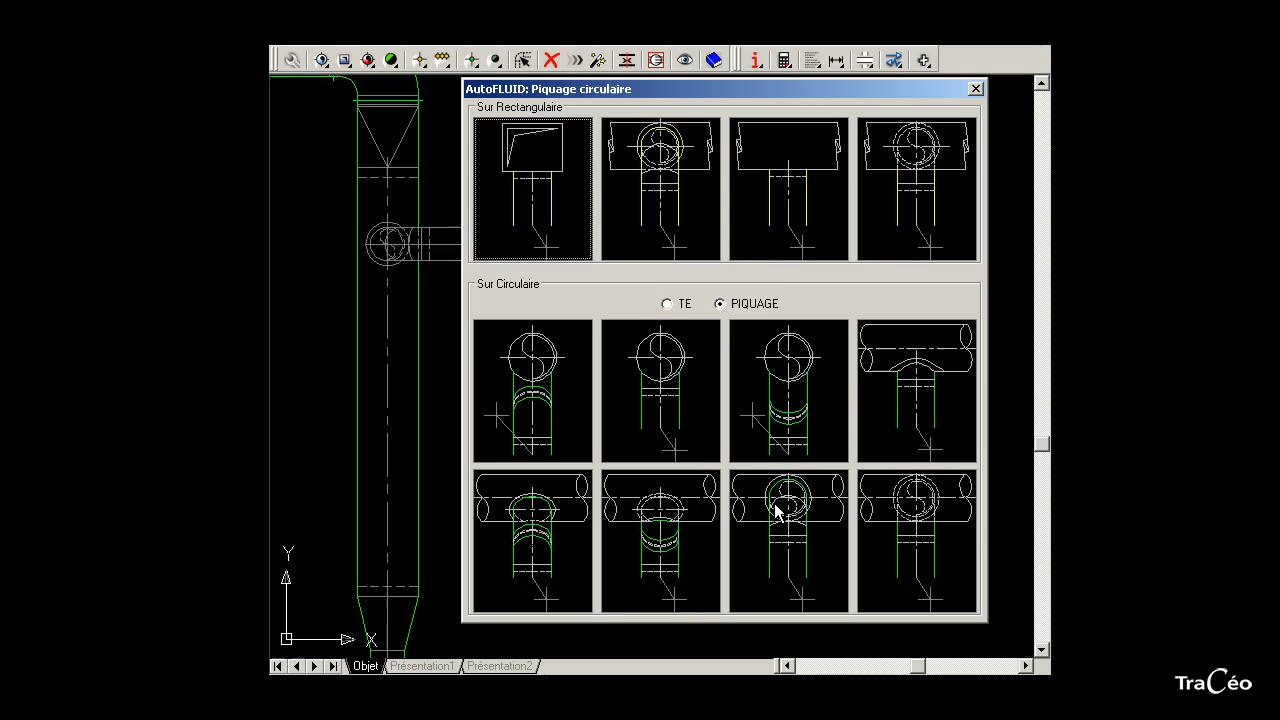 AutoFLUID: Piquage circulaire
Sur Rectangulaire
Sur Circulaire
TE
PIQUAGE
Y
X
Objet
Présentation1
Présentation2
TraCéo